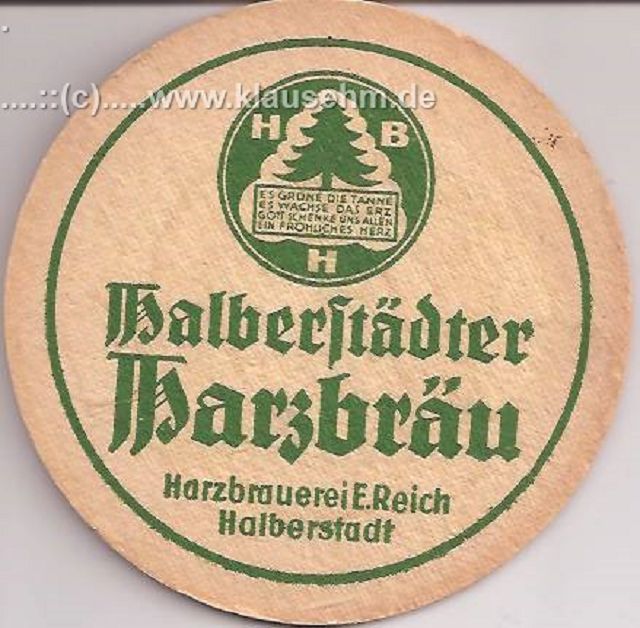 ....::(c).....www.klausehm.de
H B
ES GRÜNE DIE TANNE
ES WACHSE DAS ERZ
GOTT SCHENKE UNS ALLEN
EIN FRÖHLICHES HERZ
H
Halberſtädter
Harzbräu
Harzbrauerei E. Reich
Halberstadt